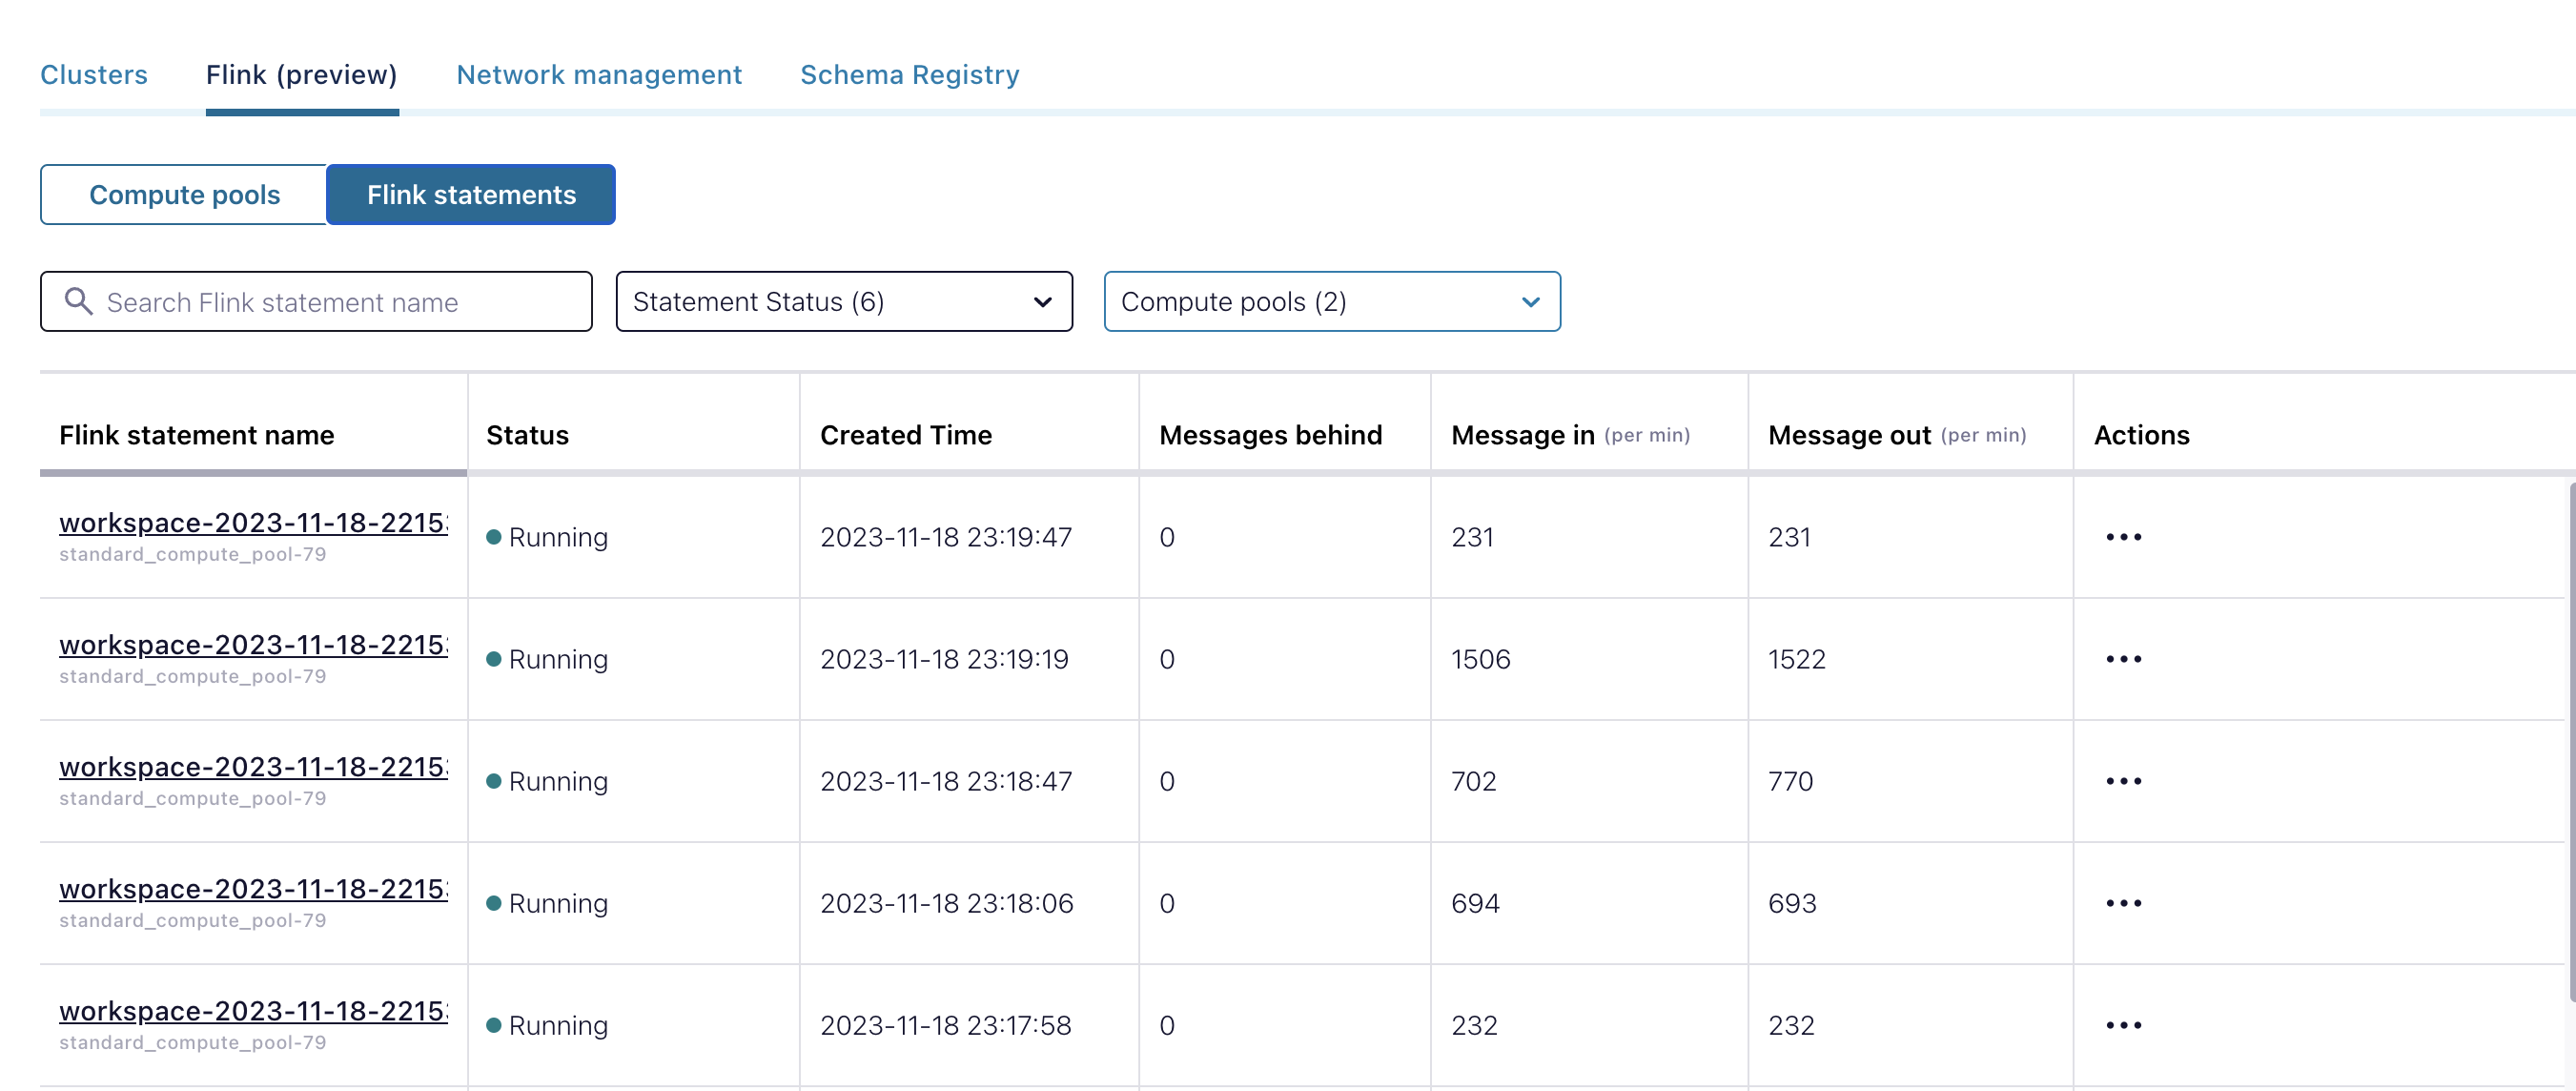 Clusters Flink (preview) Network management Schema Registry
Compute pools Flink statements
Search Flink statement name Statement Status (6) Compute pools (2)
Flink statement name Status Created Time Messages behind Message in (per min) Message out (per min) Actions
workspace-2023-11-18-2215
standard_compute_pool-79
Running 2023-11-18 23:19:47 0 231 231
workspace-2023-11-18-2215
standard_compute_pool-79
Running 2023-11-18 23:19:19 0 1506 1522
workspace-2023-11-18-2215
standard_compute_pool-79
Running 2023-11-18 23:18:47 0 702 770
workspace-2023-11-18-2215
standard_compute_pool-79
Running 2023-11-18 23:18:06 0 694 693
workspace-2023-11-18-2215
standard_compute_pool-79
Running 2023-11-18 23:17:58 0 232 232